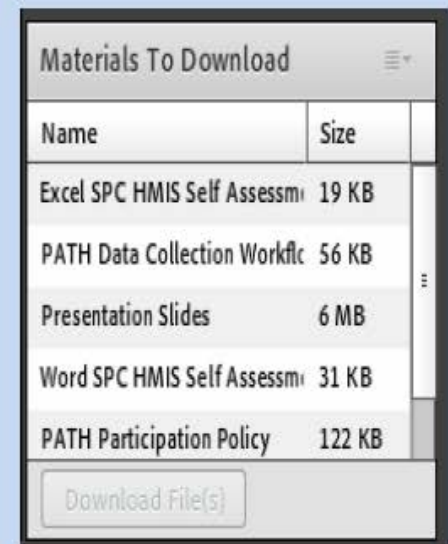 Materials To Download
Name Size
Excel SPC HMIS Self Assessm 19 KB
PATH Data Collection Workflc 56 KB
Presentation Slides 6 MB
Word SPC HMIS Self Assessm 31 KB
PATH Participation Policy 122 KB
Download File(s)